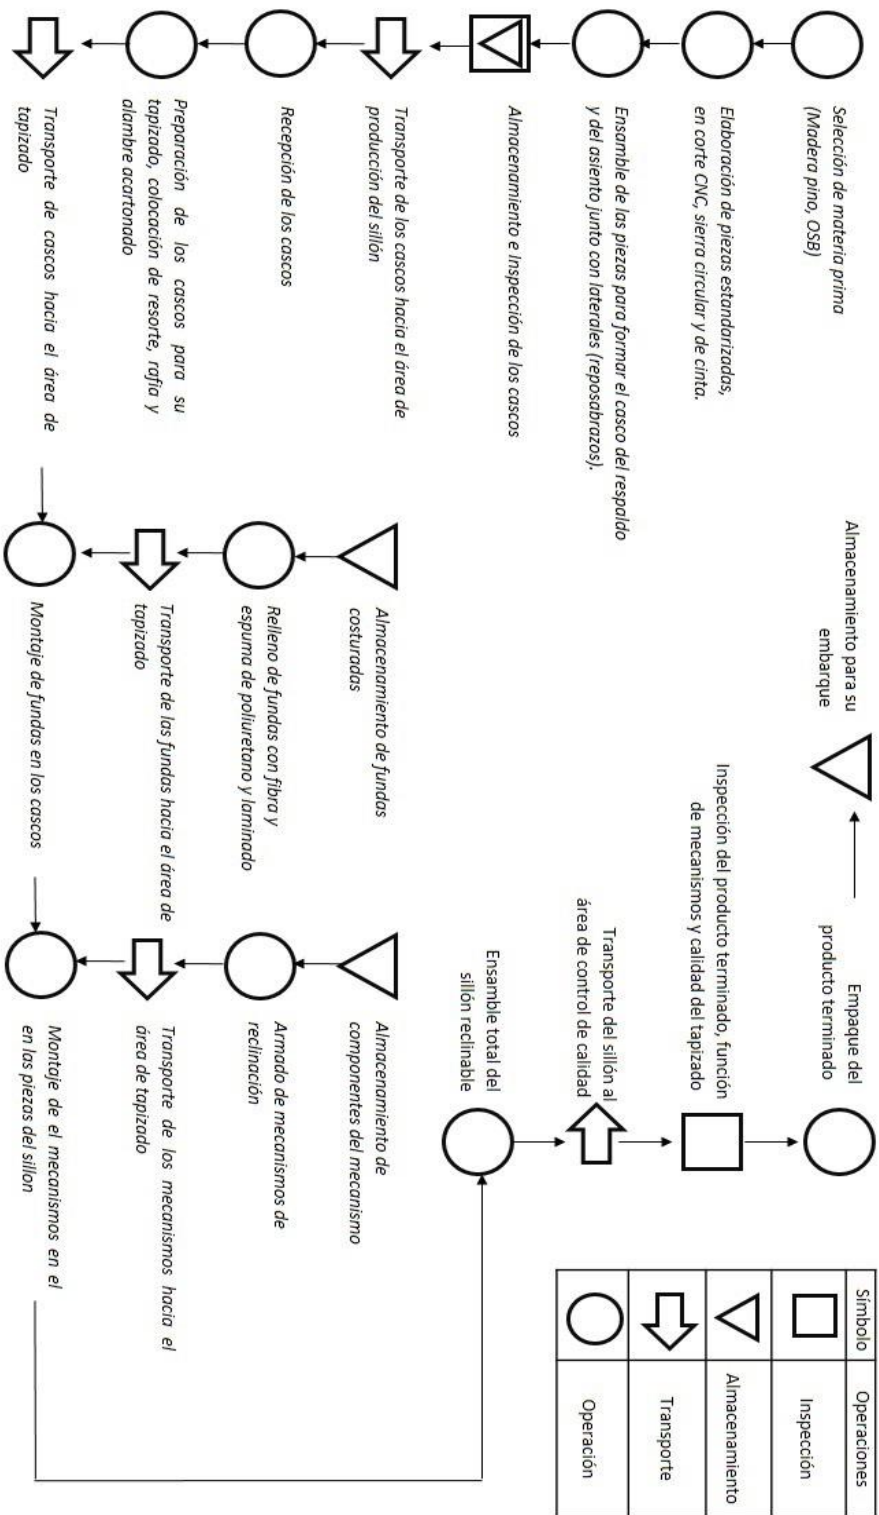 Selección de materia prima
(Madera pino, OSB)
Elaboración de piezas estandarizadas,
en corte CNC, sierra circular y de cinta.
Ensamble de las piezas para formar el casco del respaldo
y del asiento junto con laterales (reposabrazos).
Almacenamiento e Inspección de los cascos
Transporte de los cascos hacia el área de
producción del sillón
Recepción de los cascos
Preparación de los cascos para su
tapizado, colocación de resorte, rafia y
alambre acartonado
Transporte de cascos hacia el área de
tapizado
Almacenamiento de fundas
costuradas
Relleno de fundas con fibra y
espuma de poliuretano y laminado
Transporte de las fundas hacia el área de
tapizado
Montaje de fundas en los cascos
Almacenamiento de
componentes del mecanismo
Armado de mecanismos de
reclinación
Transporte de los mecanismos hacia el
área de tapizado
Montaje de el mecanismos en el
en las piezas del sillon
Ensamble total del
sillón reclinable
Transporte del sillón al
área de control de calidad
Inspección del producto terminado, función
de mecanismos y calidad del tapizado
Empaque del
producto terminado
Almacenamiento para su
embarque
Símbolo Operaciones
Inspección
Almacenamiento
Transporte
Operación